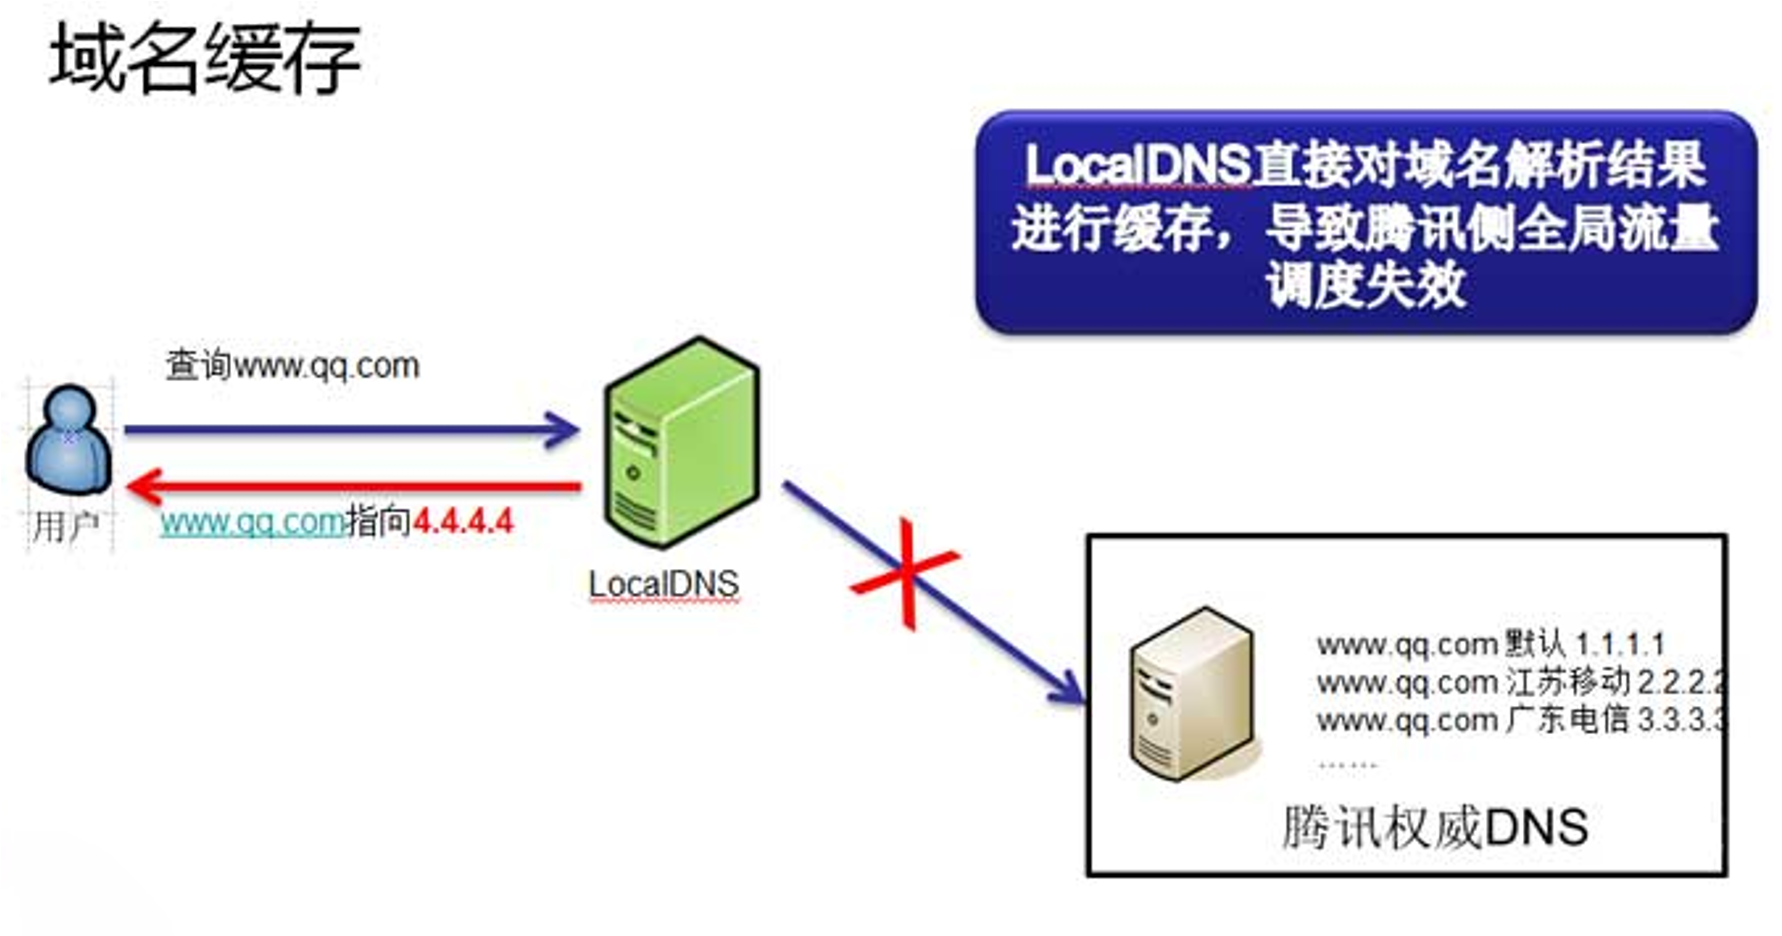 域名缓存
LocalDNS直接对域名解析结果
进行缓存，导致腾讯侧全局流量
调度失效
查询www.qq.com
用户
www.qq.com指向4.4.4.4
LocalDNS
www.qq.com 默认 1.1.1.1
www.qq.com 江苏移动 2.2.2.2
www.qq.com 广东电信 3.3.3.3
……
腾讯权威DNS